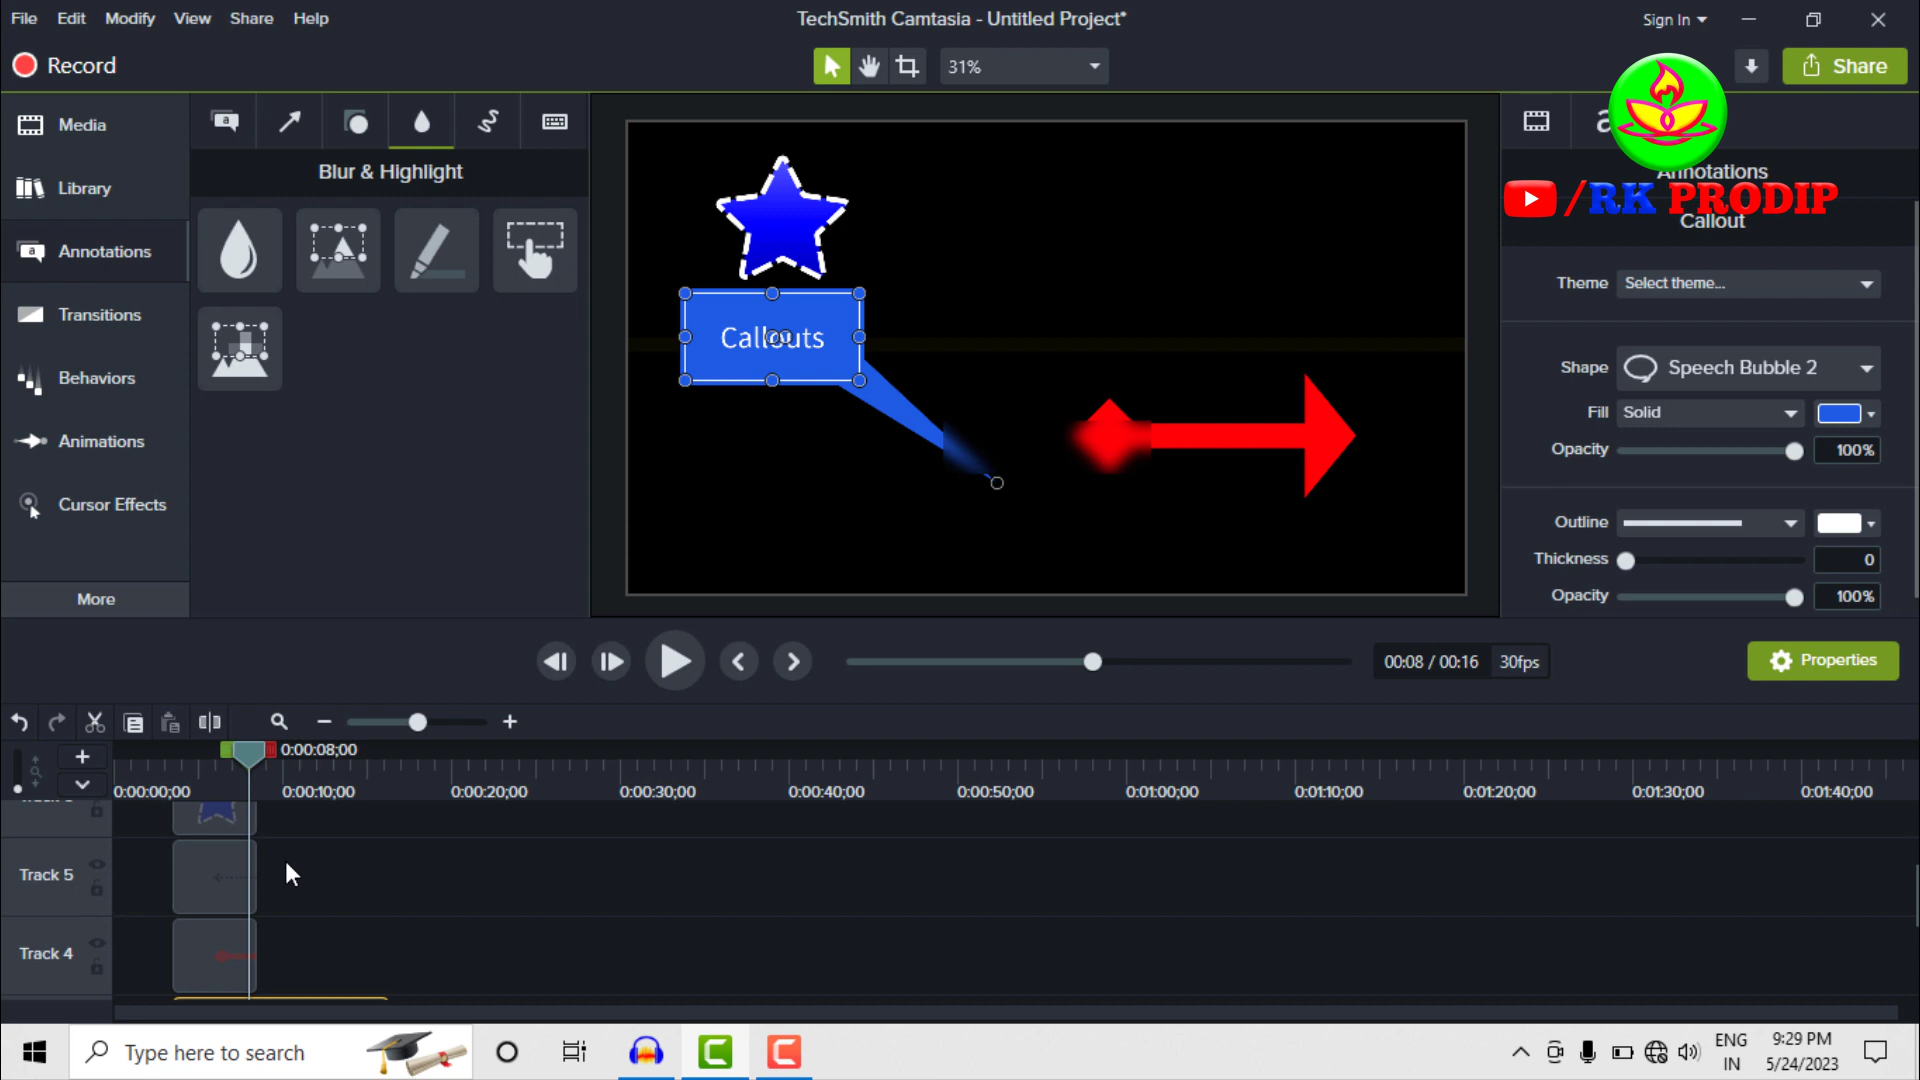 File Edit Modify View Share Help
TechSmith Camtasia - Untitled Project*
Sign In
Record
31%
Share
Media
Library
Annotations
Transitions
Behaviors
Animations
Cursor Effects
More
Blur & Highlight
Callouts
Annotations
/RK PRODIP
Callout
Theme Select theme...
Shape Speech Bubble 2
Fill Solid
Opacity 100%
Outline
Thickness 0
Opacity 100%
00:08 / 00:16 30fps
Properties
0:00:08;00
0:00:00;00 0:00:10;00 0:00:20;00 0:00:30;00 0:00:40;00 0:00:50;00 0:01:00;00 0:01:10;00 0:01:20;00 0:01:30;00 0:01:40;00
Track 5
Track 4
Type here to search
ENG
IN
9:29 PM
5/24/2023